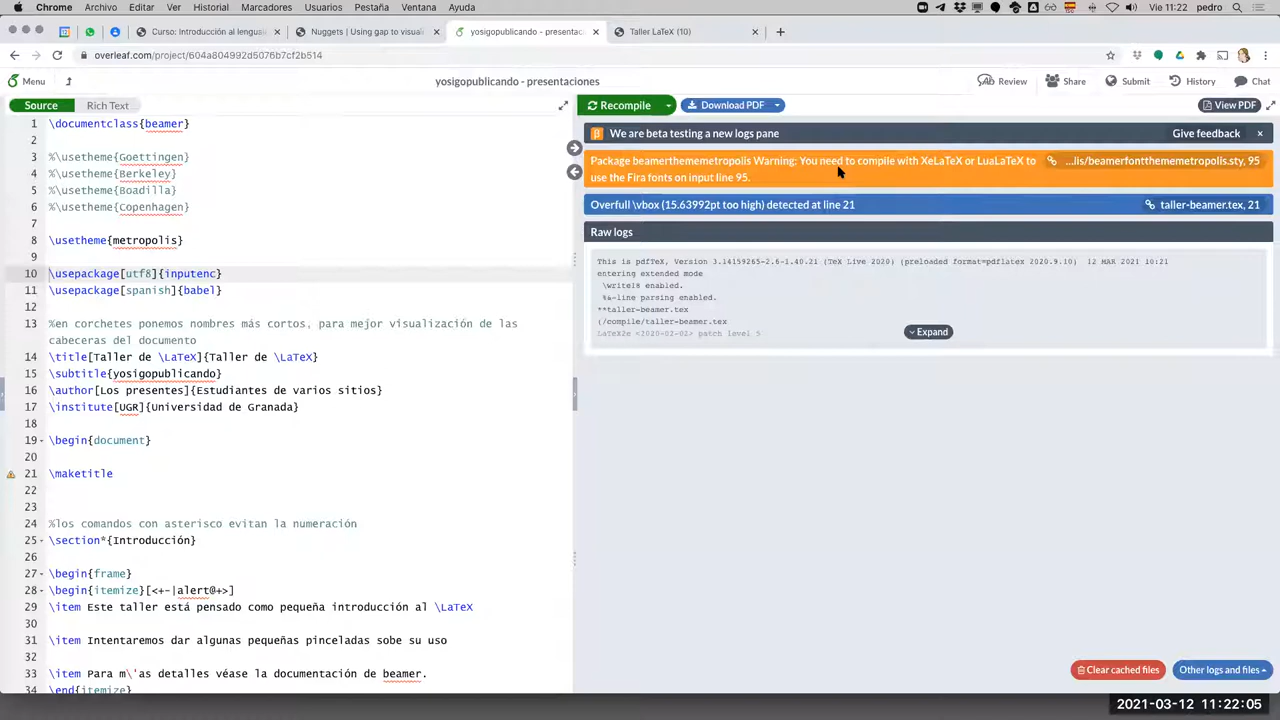 Chrome Archivo Editar Ver Historial Marcadores Usuarios Pestaña Ventana Ayuda Vie 11:22 pedro
Curso: Introducción al lengua × Nuggets | Using gap to visual × yosigopublicando - presentac × Taller LaTeX (10) × +
overleaf.com/project/604a804992d5076b7cf2b514
Menu yosigopublicando - presentaciones Review Share Submit History Chat
Source Rich Text Recompile Download PDF View PDF
1 \documentclass{beamer}
2
3 %\usetheme{Goettingen}
4 %\usetheme{Berkeley}
5 %\usetheme{Boadilla}
6 %\usetheme{Copenhagen}
7
8 \usetheme{metropolis}
9
10 \usepackage[utf8]{inputenc}
11 \usepackage[spanish]{babel}
12
13 %en corchetes ponemos nombres más cortos, para mejor visualización de las
cabeceras del documento
14 \title[Taller de \LaTeX]{Taller de \LaTeX}
15 \subtitle{yosigopublicando}
16 \author[Los presentes]{Estudiantes de varios sitios}
17 \institute[UGR]{Universidad de Granada}
18
19 \begin{document}
20
21 \maketitle
22
23
24 %los comandos con asterisco evitan la numeración
25 \section*{Introducción}
26
27 \begin{frame}
28 \begin{itemize}[<+-|alert@+>]
29 \item Este taller está pensado como pequeña introducción al \LaTeX
30
31 \item Intentaremos dar algunas pequeñas pinceladas sobe su uso
32
33 \item Para m\'as detalles véase la documentación de beamer.
34 \end{itemize}
β We are beta testing a new logs pane Give feedback ×
Package beamerthememetropolis Warning: You need to compile with XeLaTeX or LuaLaTeX to ...lis/beamerfontthememetropolis.sty, 95
use the Fira fonts on input line 95.
Overfull \vbox (15.63992pt too high) detected at line 21 taller-beamer.tex, 21
Raw logs
This is pdfTeX, Version 3.14159265-2.6-1.40.21 (TeX Live 2020) (preloaded format=pdflatex 2020.9.10) 12 MAR 2021 10:21
entering extended mode
\write18 enabled.
%&-line parsing enabled.
**taller-beamer.tex
(/compile/taller-beamer.tex
LaTeX2e <2020-02-02> patch level 5
Expand
Clear cached files Other logs and files
2021-03-12 11:22:05